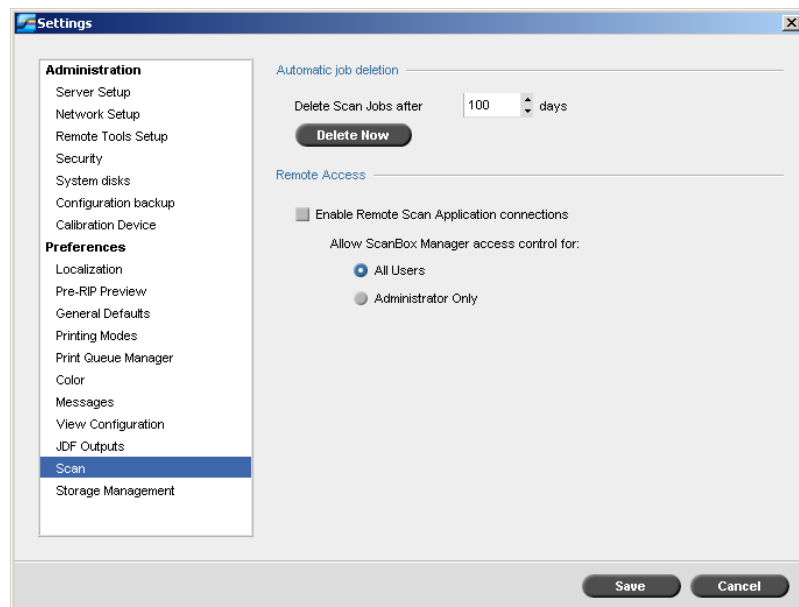 Settings
Administration
Server Setup
Network Setup
Remote Tools Setup
Security
System disks
Configuration backup
Calibration Device
Preferences
Localization
Pre-RIP Preview
General Defaults
Printing Modes
Print Queue Manager
Color
Messages
View Configuration
JDF Outputs
Scan
Storage Management
Automatic job deletion
Delete Scan Jobs after 100 days
Delete Now
Remote Access
Enable Remote Scan Application connections
Allow ScanBox Manager access control for:
All Users
Administrator Only
Save Cancel